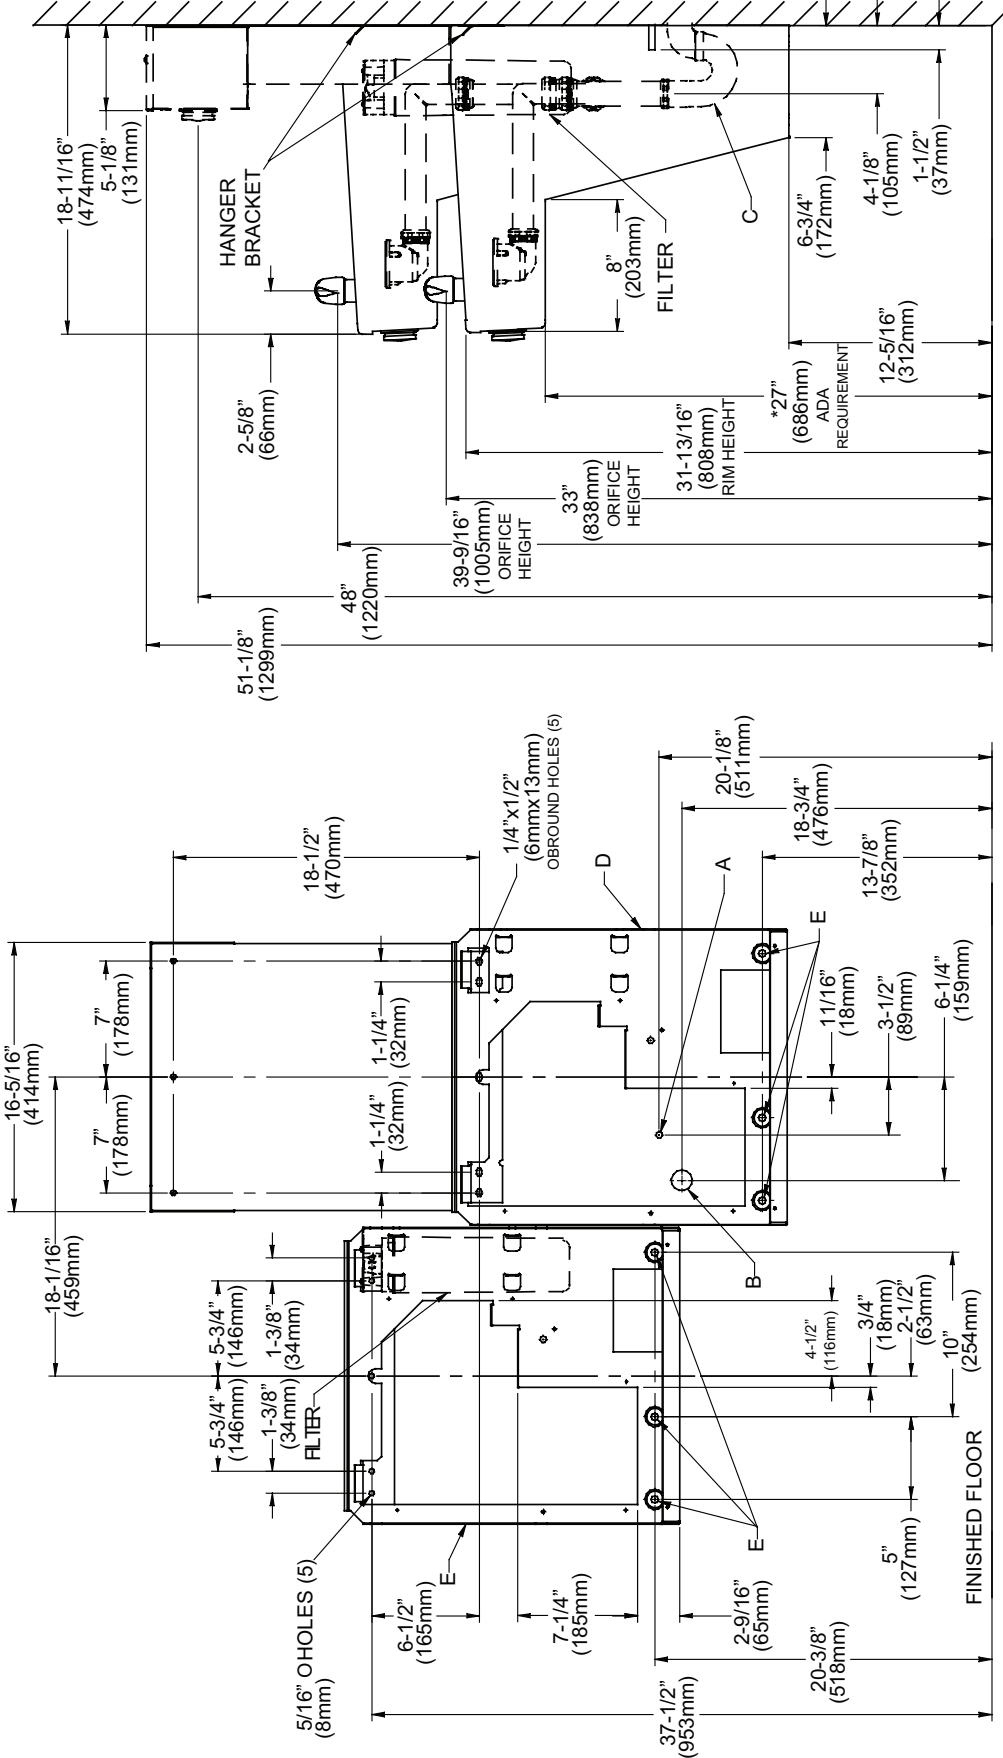 18-11/16”
(474mm)
5-1/8”
(131mm)
HANGER
BRACKET
2-5/8”
(66mm)
8”
(203mm)
FILTER
C
6-3/4”
(172mm)
4-1/8”
(105mm)
1-1/2”
(37mm)
12-5/16”
(312mm)
*27”
(686mm)
ADA
REQUIREMENT
31-13/16”
(808mm)
RIM HEIGHT
33”
(838mm)
ORIFICE
HEIGHT
39-9/16”
(1005mm)
ORIFICE
HEIGHT
48”
(1220mm)
51-1/8”
(1299mm)
18-1/2”
(470mm)
1/4”x1/2”
(6mmx13mm)
OBROUND HOLES (5)
D
20-1/8”
(511mm)
18-3/4”
(476mm)
A
13-7/8”
(352mm)
E
16-5/16”
(414mm)
7”
(178mm)
7”
(178mm)
1-1/4”
(32mm)
1-1/4”
(32mm)
11/16”
(18mm)
3-1/2”
(89mm)
6-1/4”
(159mm)
B
18-1/16”
(459mm)
5-3/4”
(146mm)
5-3/4”
(146mm)
1-3/8”
(34mm)
1-3/8”
(34mm)
FILTER
4-1/2”
(116mm)
3/4”
(18mm)
2-1/2”
(63mm)
10”
(254mm)
5”
(127mm)
5/16” OHOLES (5)
(8mm)
E
E
6-1/2”
(165mm)
7-1/4”
(185mm)
2-9/16”
(65mm)
20-3/8”
(518mm)
37-1/2”
(953mm)
FINISHED FLOOR